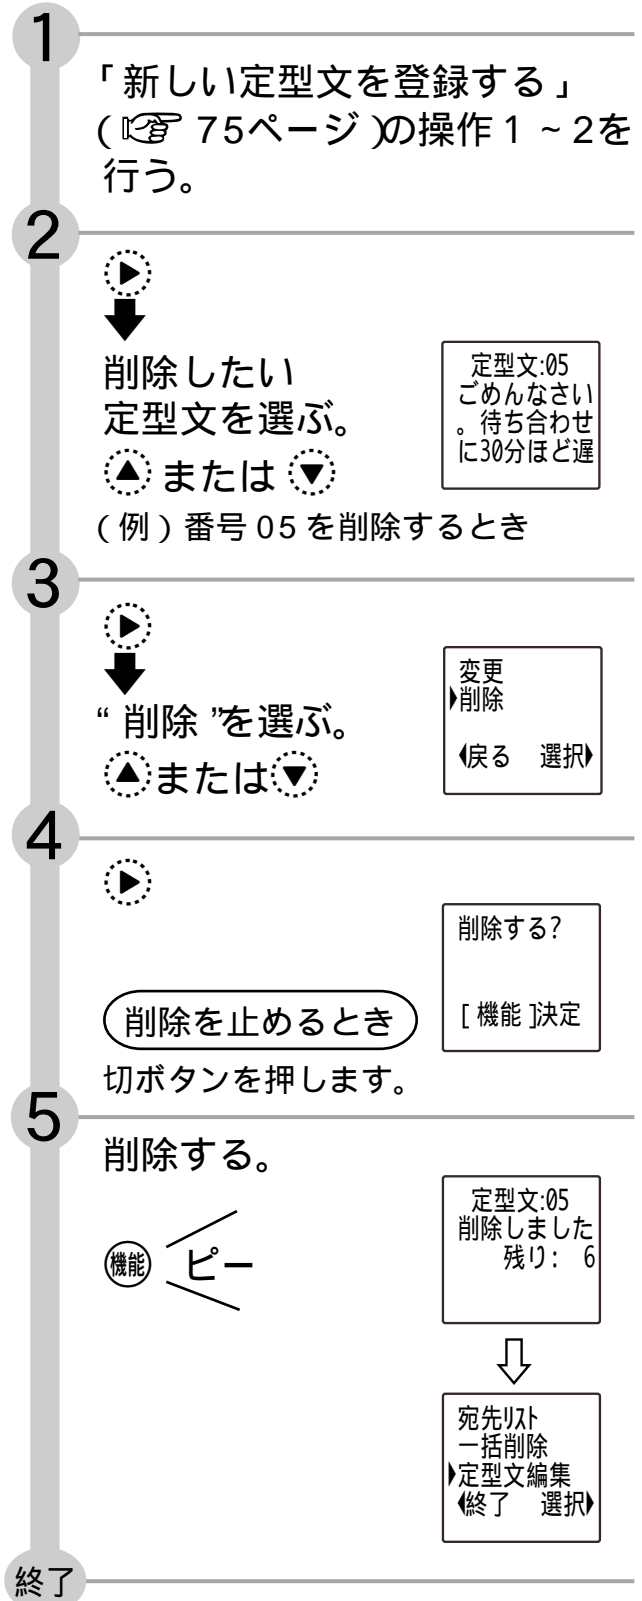 1
「新しい定型文を登録する」
(☞ 75ページ)の操作1~2を
行う。
2
▶
削除したい
定型文を選ぶ。
▲ または ▼
(例)番号05を削除するとき
定型文:05
ごめんなさい
。待ち合わせ
に30分ほど遅
3
▶
“削除”を選ぶ。
▲または▼
変更
▶削除
◀戻る 選択▶
4
▶
削除する?
[機能]決定
削除を止めるとき
切ボタンを押します。
5
削除する。
機能 ピー
定型文:05
削除しました
残り: 6
宛先リスト
一括削除
▶定型文編集
◀終了 選択▶
終了